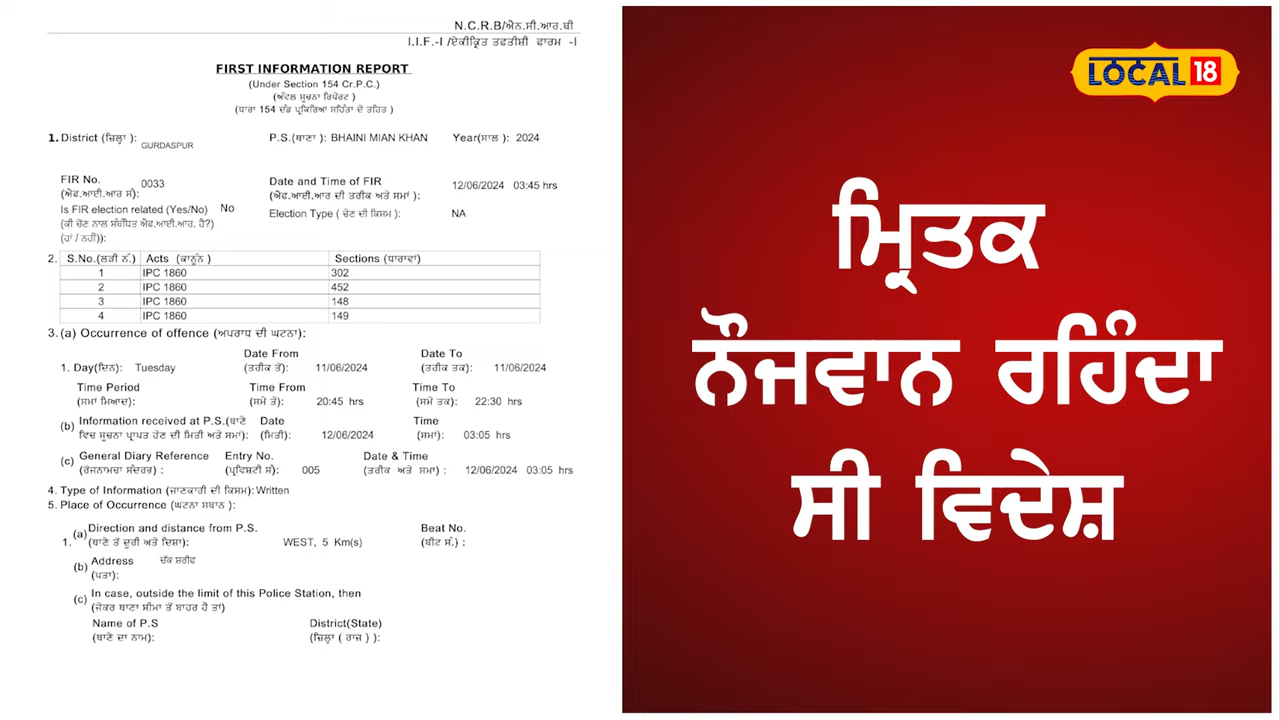 N.C.R.B/ਐਨ.ਸੀ.ਆਰ.ਬੀ
I.I.F.-I /ਏਕੀਕ੍ਰਿਤ ਤਫਤੀਸ਼ੀ ਫਾਰਮ -I
FIRST INFORMATION REPORT
(Under Section 154 Cr.P.C.)
(ਅੱਵਲ ਸੂਚਨਾ ਰਿਪੋਰਟ )
(ਧਾਰਾ 154 ਦੰਡ ਪ੍ਰਕਿਰਿਆ ਸਹਿੰਤਾ ਦੇ ਤਹਿਤ )
1. District (ਜ਼ਿਲ੍ਹਾ ): GURDASPUR P.S.(ਥਾਣਾ ): BHAINI MIAN KHAN Year(ਸਾਲ ): 2024
FIR No. 0033 Date and Time of FIR 12/06/2024 03:45 hrs
(ਐਫ.ਆਈ.ਆਰ ਸੰ): (ਐਫ.ਆਈ.ਆਰ ਦੀ ਤਰੀਕ ਅਤੇ ਸਮਾਂ ):
Is FIR election related (Yes/No) No Election Type ( ਚੋਣ ਦੀ ਕਿਸਮ ): NA
(ਕੀ ਚੋਣ ਨਾਲ ਸੰਬੰਧਿਤ ਐਫ.ਆਈ.ਆਰ. ਹੈ?)
(ਹਾਂ / ਨਹੀਂ)):
2. S.No.(ਲੜੀ ਨੰ.) Acts (ਕਾਨੂੰਨ ) Sections (ਧਾਰਾਵਾਂ)
1 IPC 1860 302
2 IPC 1860 452
3 IPC 1860 148
4 IPC 1860 149
3. (a) Occurrence of offence (ਅਪਰਾਧ ਦੀ ਘਟਨਾ):
1. Day(ਦਿਨ): Tuesday Date From 11/06/2024 Date To 11/06/2024
(ਤਰੀਕ ਤੋਂ) (ਤਰੀਕ ਤਕ):
Time Period Time From 20:45 hrs Time To 22:30 hrs
(ਸਮਾਂ ਮਿਆਦ): (ਸਮੇਂ ਤੋਂ): (ਸਮੇਂ ਤਕ):
(b) Information received at P.S.(ਥਾਣੇ Date Time
ਵਿਚ ਸੂਚਨਾ ਪ੍ਰਾਪਤ ਹੋਣ ਦੀ ਮਿਤੀ ਅਤੇ ਸਮਾਂ): (ਮਿਤੀ): 12/06/2024 (ਸਮਾਂ): 03:05 hrs
(c) General Diary Reference Entry No. Date & Time
(ਰੋਜ਼ਨਾਮਚਾ ਸੰਦਰਭ) : (ਪ੍ਰਵਿਸ਼ਟੀ ਸੰ): 005 (ਤਰੀਕ ਅਤੇ ਸਮਾਂ ) : 12/06/2024 03:05 hrs
4. Type of Information (ਜਾਣਕਾਰੀ ਦੀ ਕਿਸਮ):Written
5. Place of Occurrence (ਘਟਨਾ ਸਥਾਨ ):
1. (a) Direction and distance from P.S. WEST, 5 Km(s) Beat No.
(ਥਾਣੇ ਤੋਂ ਦੂਰੀ ਅਤੇ ਦਿਸ਼ਾ): (ਬੀਟ ਸੰ.) :
(b) Address ਚੱਕ ਸ਼ਰੀਫ
(ਪਤਾ):
(c) In case, outside the limit of this Police Station, then
(ਜੇਕਰ ਥਾਣਾ ਸੀਮਾ ਤੋਂ ਬਾਹਰ ਹੈ ਤਾਂ)
Name of P.S District(State)
(ਥਾਣੇ ਦਾ ਨਾਮ): (ਜ਼ਿਲ੍ਹਾ ( ਰਾਜ ) ):
LOCAL 18
ਮ੍ਰਿਤਕ
ਨੌਜਵਾਨ ਰਹਿੰਦਾ
ਸੀ ਵਿਦੇਸ਼